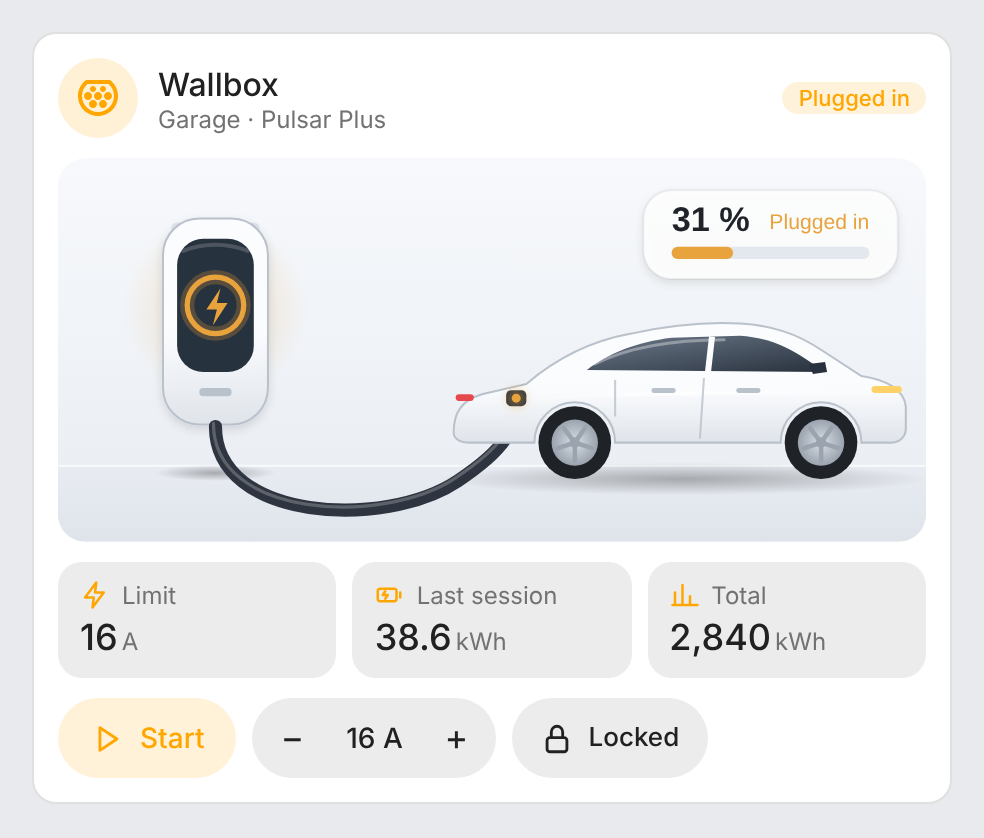 Wallbox
Garage · Pulsar Plus
Plugged in
31 % Plugged in
Limit
16 A
Last session
38.6 kWh
Total
2,840 kWh
Start
− 16 A +
Locked